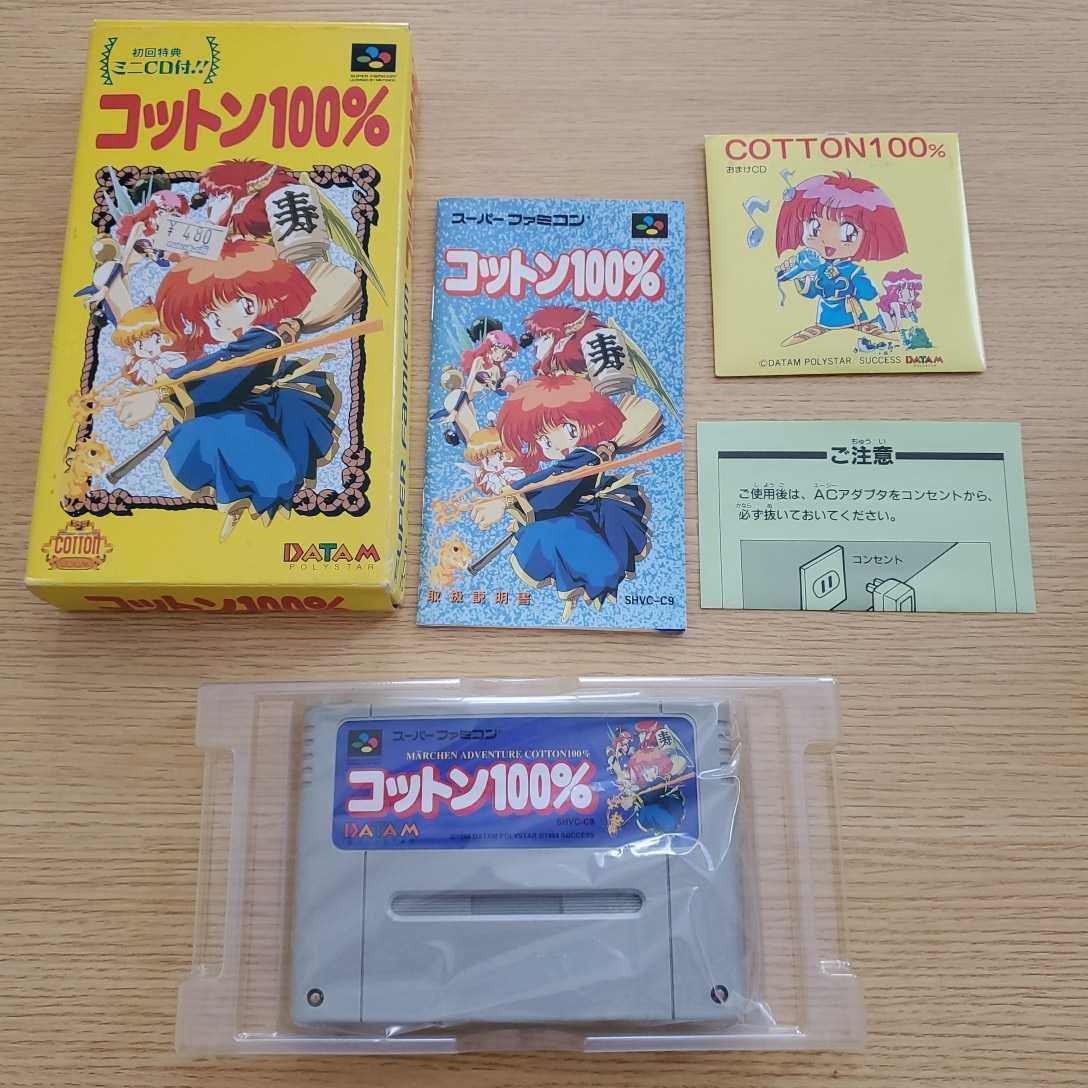 初回特典
ミニCD付!!
SUPER FAMICOM
コットン100%
寿
¥480
COTTON
DATAM
POLYSTAR
コットン100%
スーパーファミコン
コットン100%
寿
取扱説明書
SHVC-C9
COTTON100%
おまけCD
©DATAM POLYSTAR SUCCESS DATAM
POLYSTAR
ちゅう い
ご注意
ご使用後は、ACアダプタをコンセントから、
必ず抜いておいてください。
コンセント
スーパーファミコン
MÄRCHEN ADVENTURE COTTON100%
コットン100%
寿
SHVC-C9
DATAM